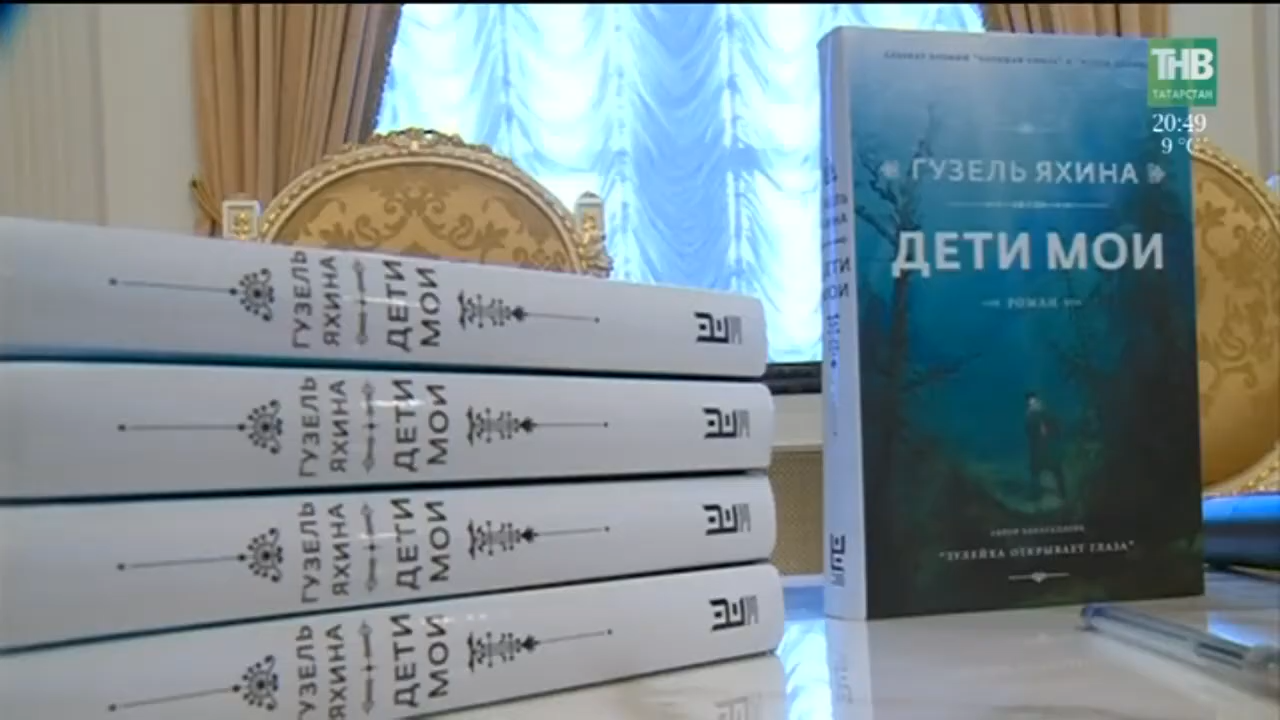 ТНВ
ТАТАРСТАН
20:49
9 °C
ГУЗЕЛЬ ЯХИНА
ДЕТИ МОИ
РОМАН
"ЗУЛЕЙХА ОТКРЫВАЕТ ГЛАЗА"
ГУЗЕЛЬ
ЯХИНА
ДЕТИ
МОИ
ГУЗЕЛЬ
ЯХИНА
ДЕТИ
МОИ
ГУЗЕЛЬ
ЯХИНА
ДЕТИ
МОИ
ГУЗЕЛЬ
ЯХИНА
ДЕТИ
МОИ